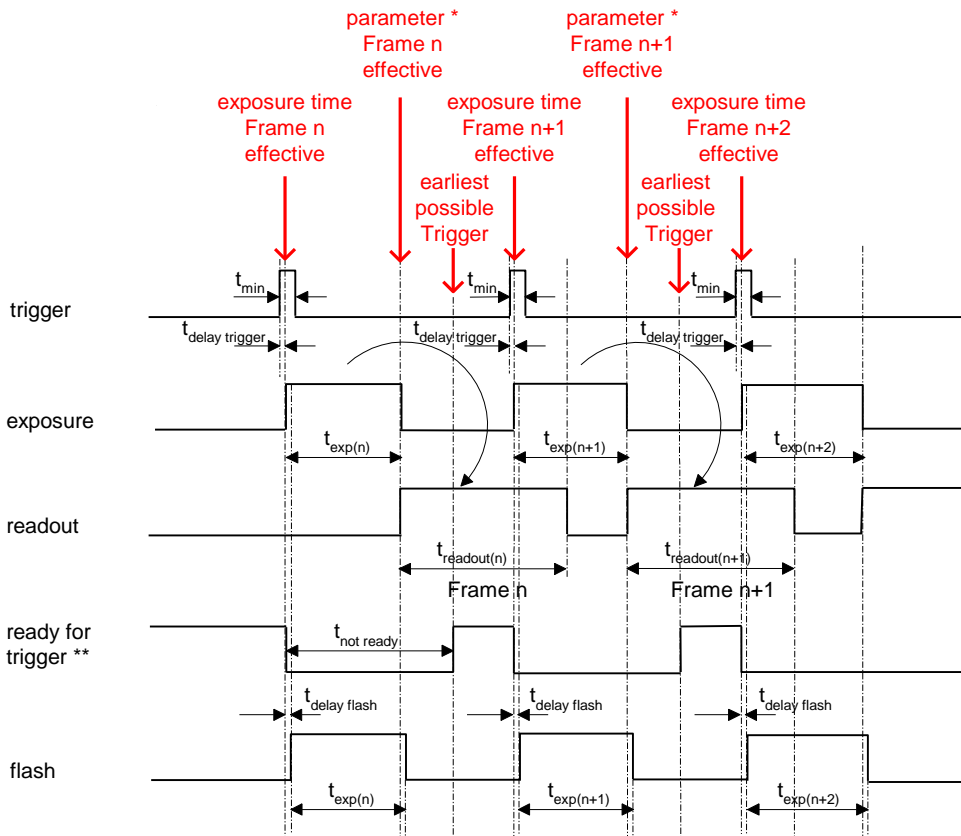 parameter *
Frame n
effective
parameter *
Frame n+1
effective
exposure time
Frame n
effective
exposure time
Frame n+1
effective
exposure time
Frame n+2
effective
earliest
possible
Trigger
earliest
possible
Trigger
trigger
tmin
tmin
tmin
tdelay trigger
tdelay trigger
tdelay trigger
exposure
texp(n)
texp(n+1)
texp(n+2)
readout
treadout(n)
treadout(n+1)
Frame n
Frame n+1
ready for
trigger **
tnot ready
tdelay flash
tdelay flash
tdelay flash
flash
texp(n)
texp(n+1)
texp(n+2)